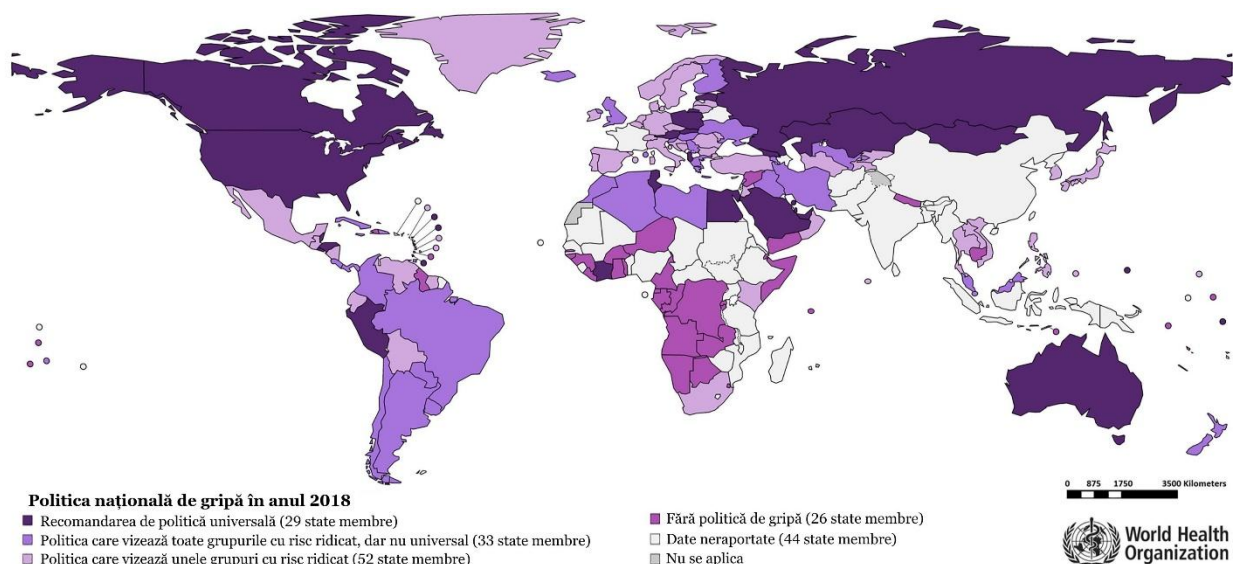 Politica națională de gripă în anul 2018
Recomandarea de politică universală (29 state membre)
Politica care vizează toate grupurile cu risc ridicat, dar nu universal (33 state membre)
Politica care vizează unele grupuri cu risc ridicat (52 state membre)
Fără politică de gripă (26 state membre)
Date neraportate (44 state membre)
Nu se aplica
0 875 1750 3500 Kilometers
World Health
Organization